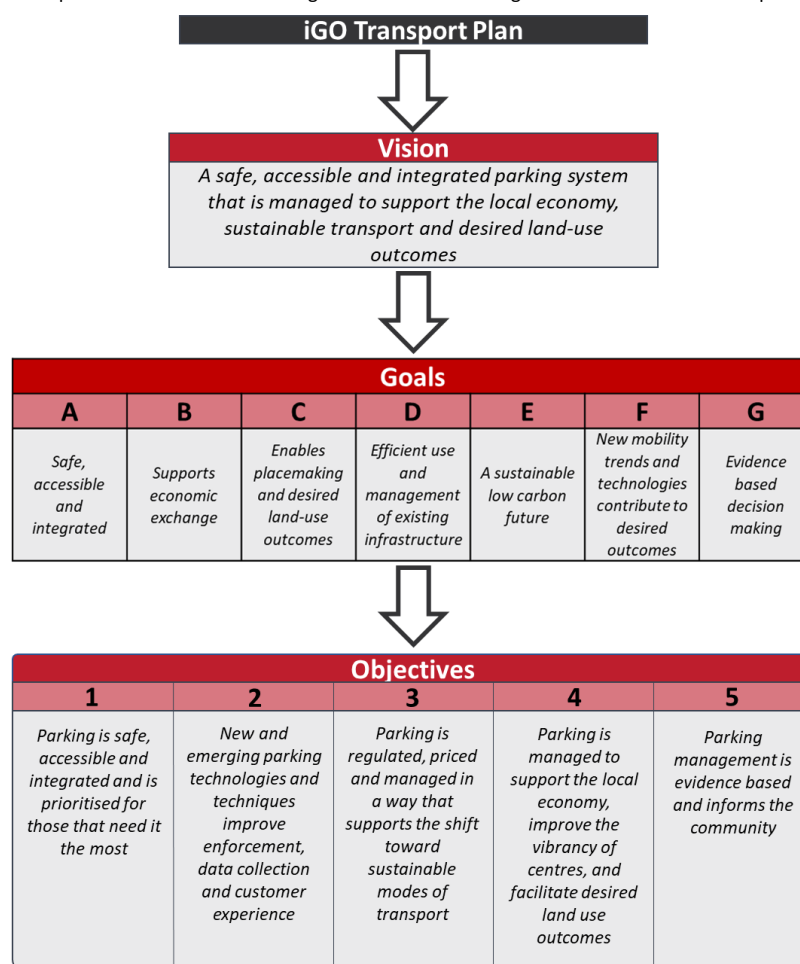 iGO Transport Plan
Vision
A safe, accessible and integrated parking system
that is managed to support the local economy,
sustainable transport and desired land-use
outcomes
Goals
A
B
C
D
E
F
G
Safe,
accessible
and
integrated
Supports
economic
exchange
Enables
placemaking
and desired
land-use
outcomes
Efficient use
and
management
of existing
infrastructure
A sustainable
low carbon
future
New mobility
trends and
technologies
contribute to
desired
outcomes
Evidence
based
decision
making
Objectives
1
2
3
4
5
Parking is safe,
accessible and
integrated and is
prioritised for
those that need it
the most
New and
emerging parking
technologies and
techniques
improve
enforcement,
data collection
and customer
experience
Parking is
regulated, priced
and managed in
a way that
supports the shift
toward
sustainable
modes of
transport
Parking is
managed to
support the local
economy,
improve the
vibrancy of
centres, and
facilitate desired
land use
outcomes
Parking
management is
evidence based
and informs the
community